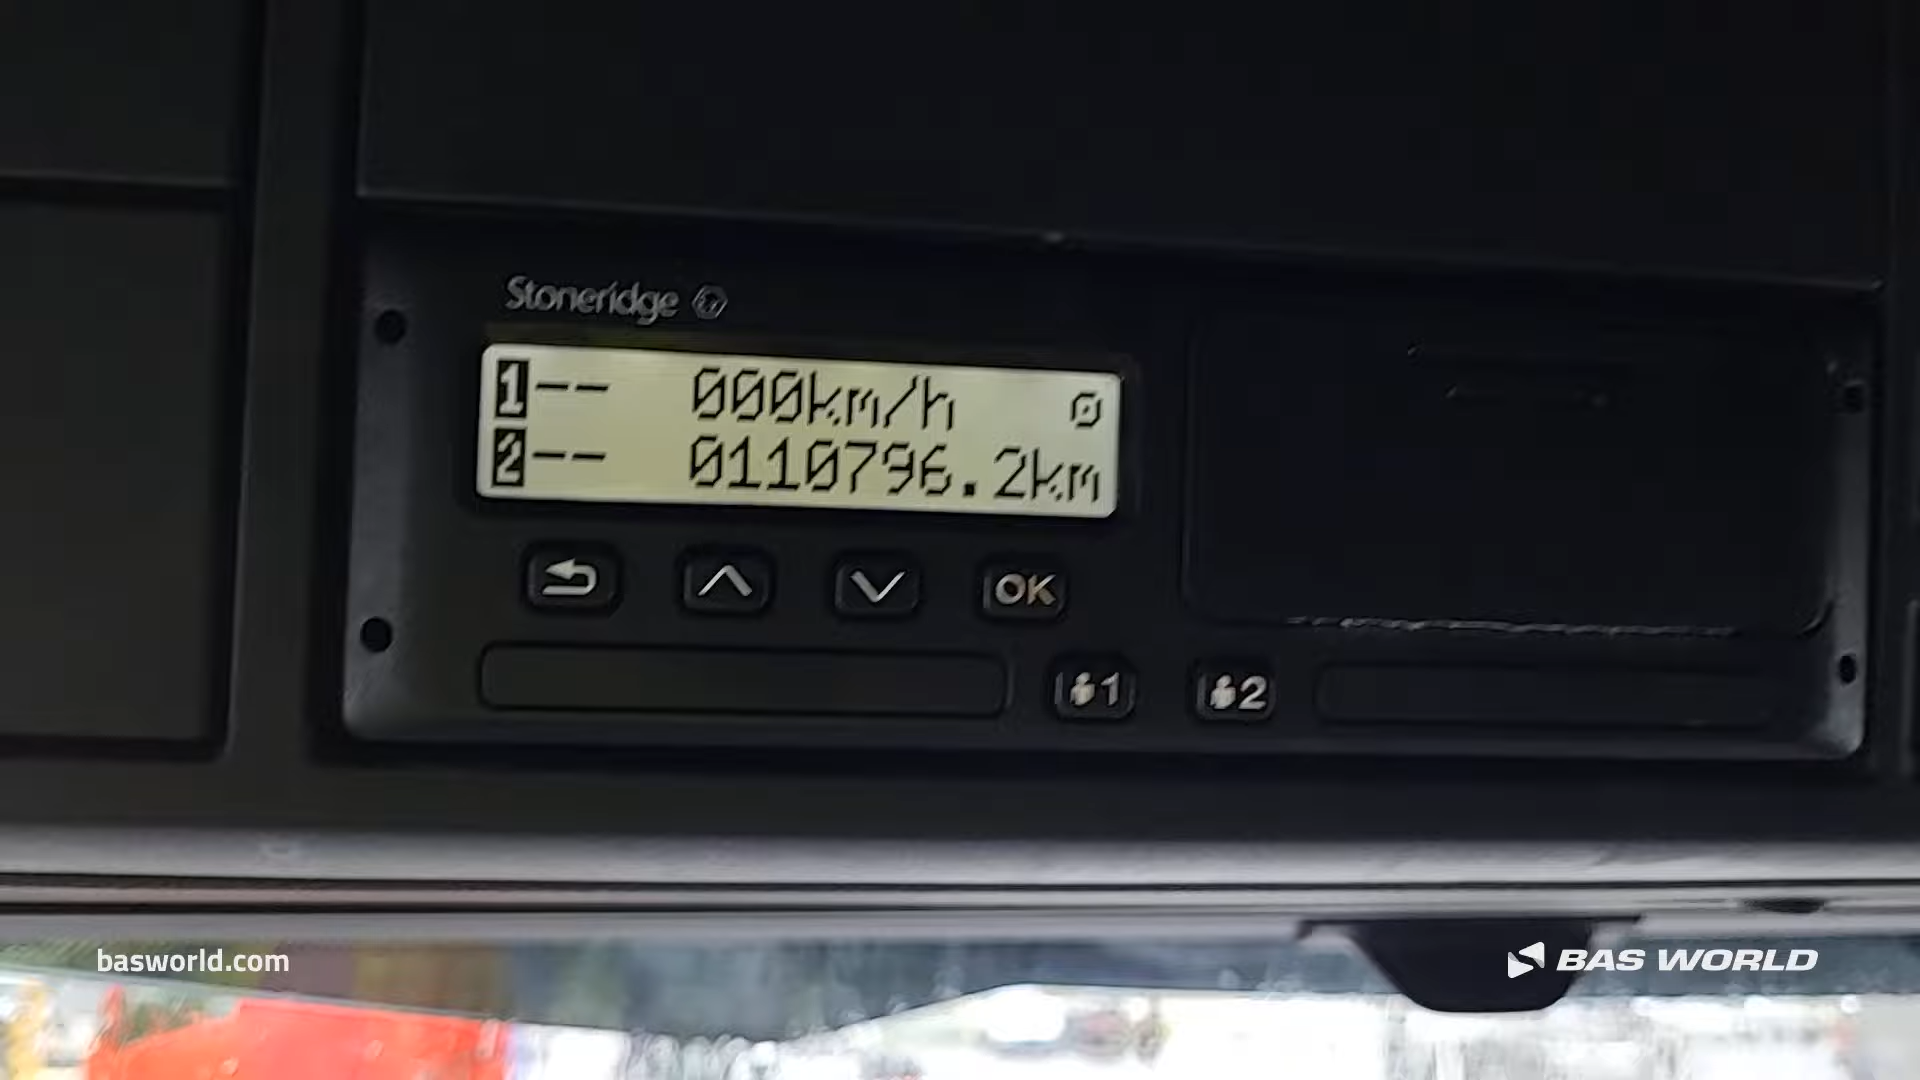 Stoneridge
1-- 000km/h
2-- 0110796.2km
OK
1 2
basworld.com
BAS WORLD